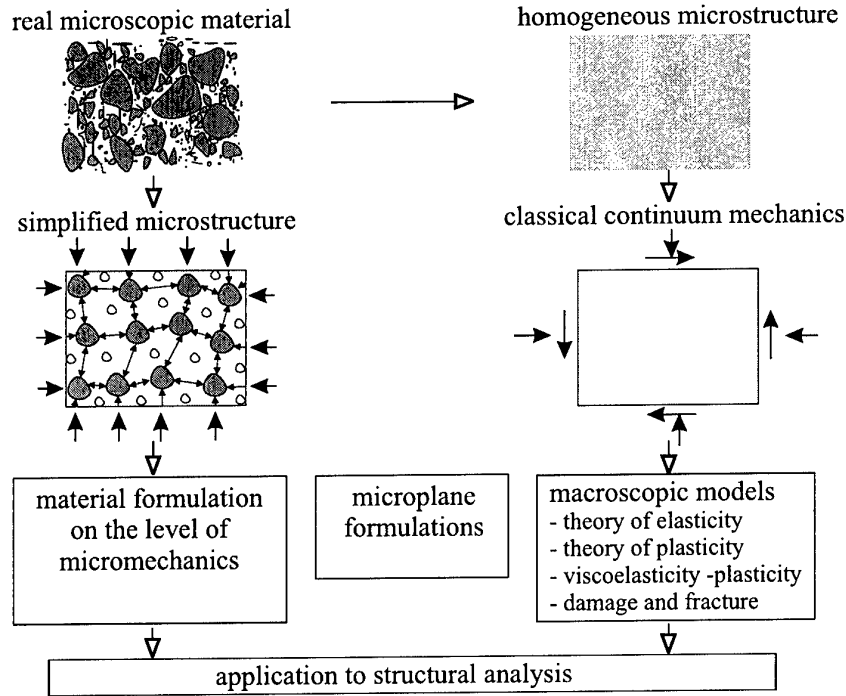 real microscopic material
homogeneous microstructure
simplified microstructure
classical continuum mechanics
material formulation
on the level of
micromechanics
microplane
formulations
macroscopic models
- theory of elasticity
- theory of plasticity
- viscoelasticity -plasticity
- damage and fracture
application to structural analysis